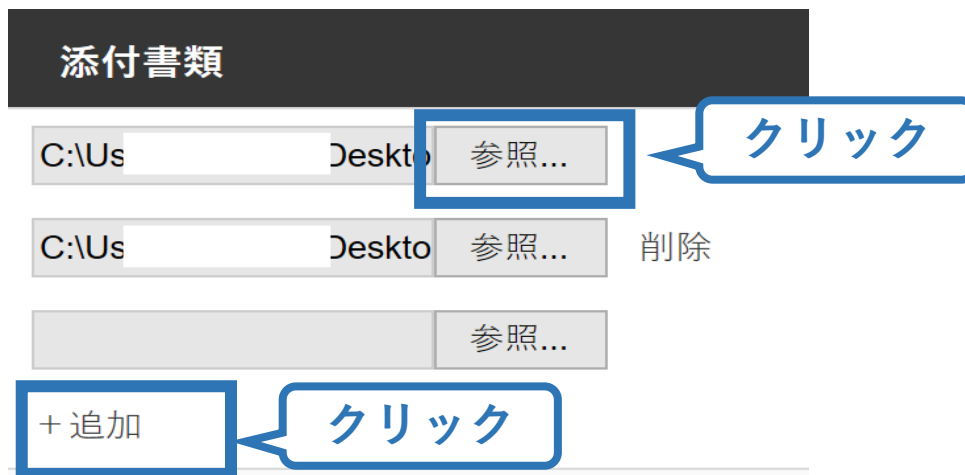 添付書類
C:\Us Deskto 参照... クリック
C:\Us Deskto 参照... 削除
参照...
+追加 クリック